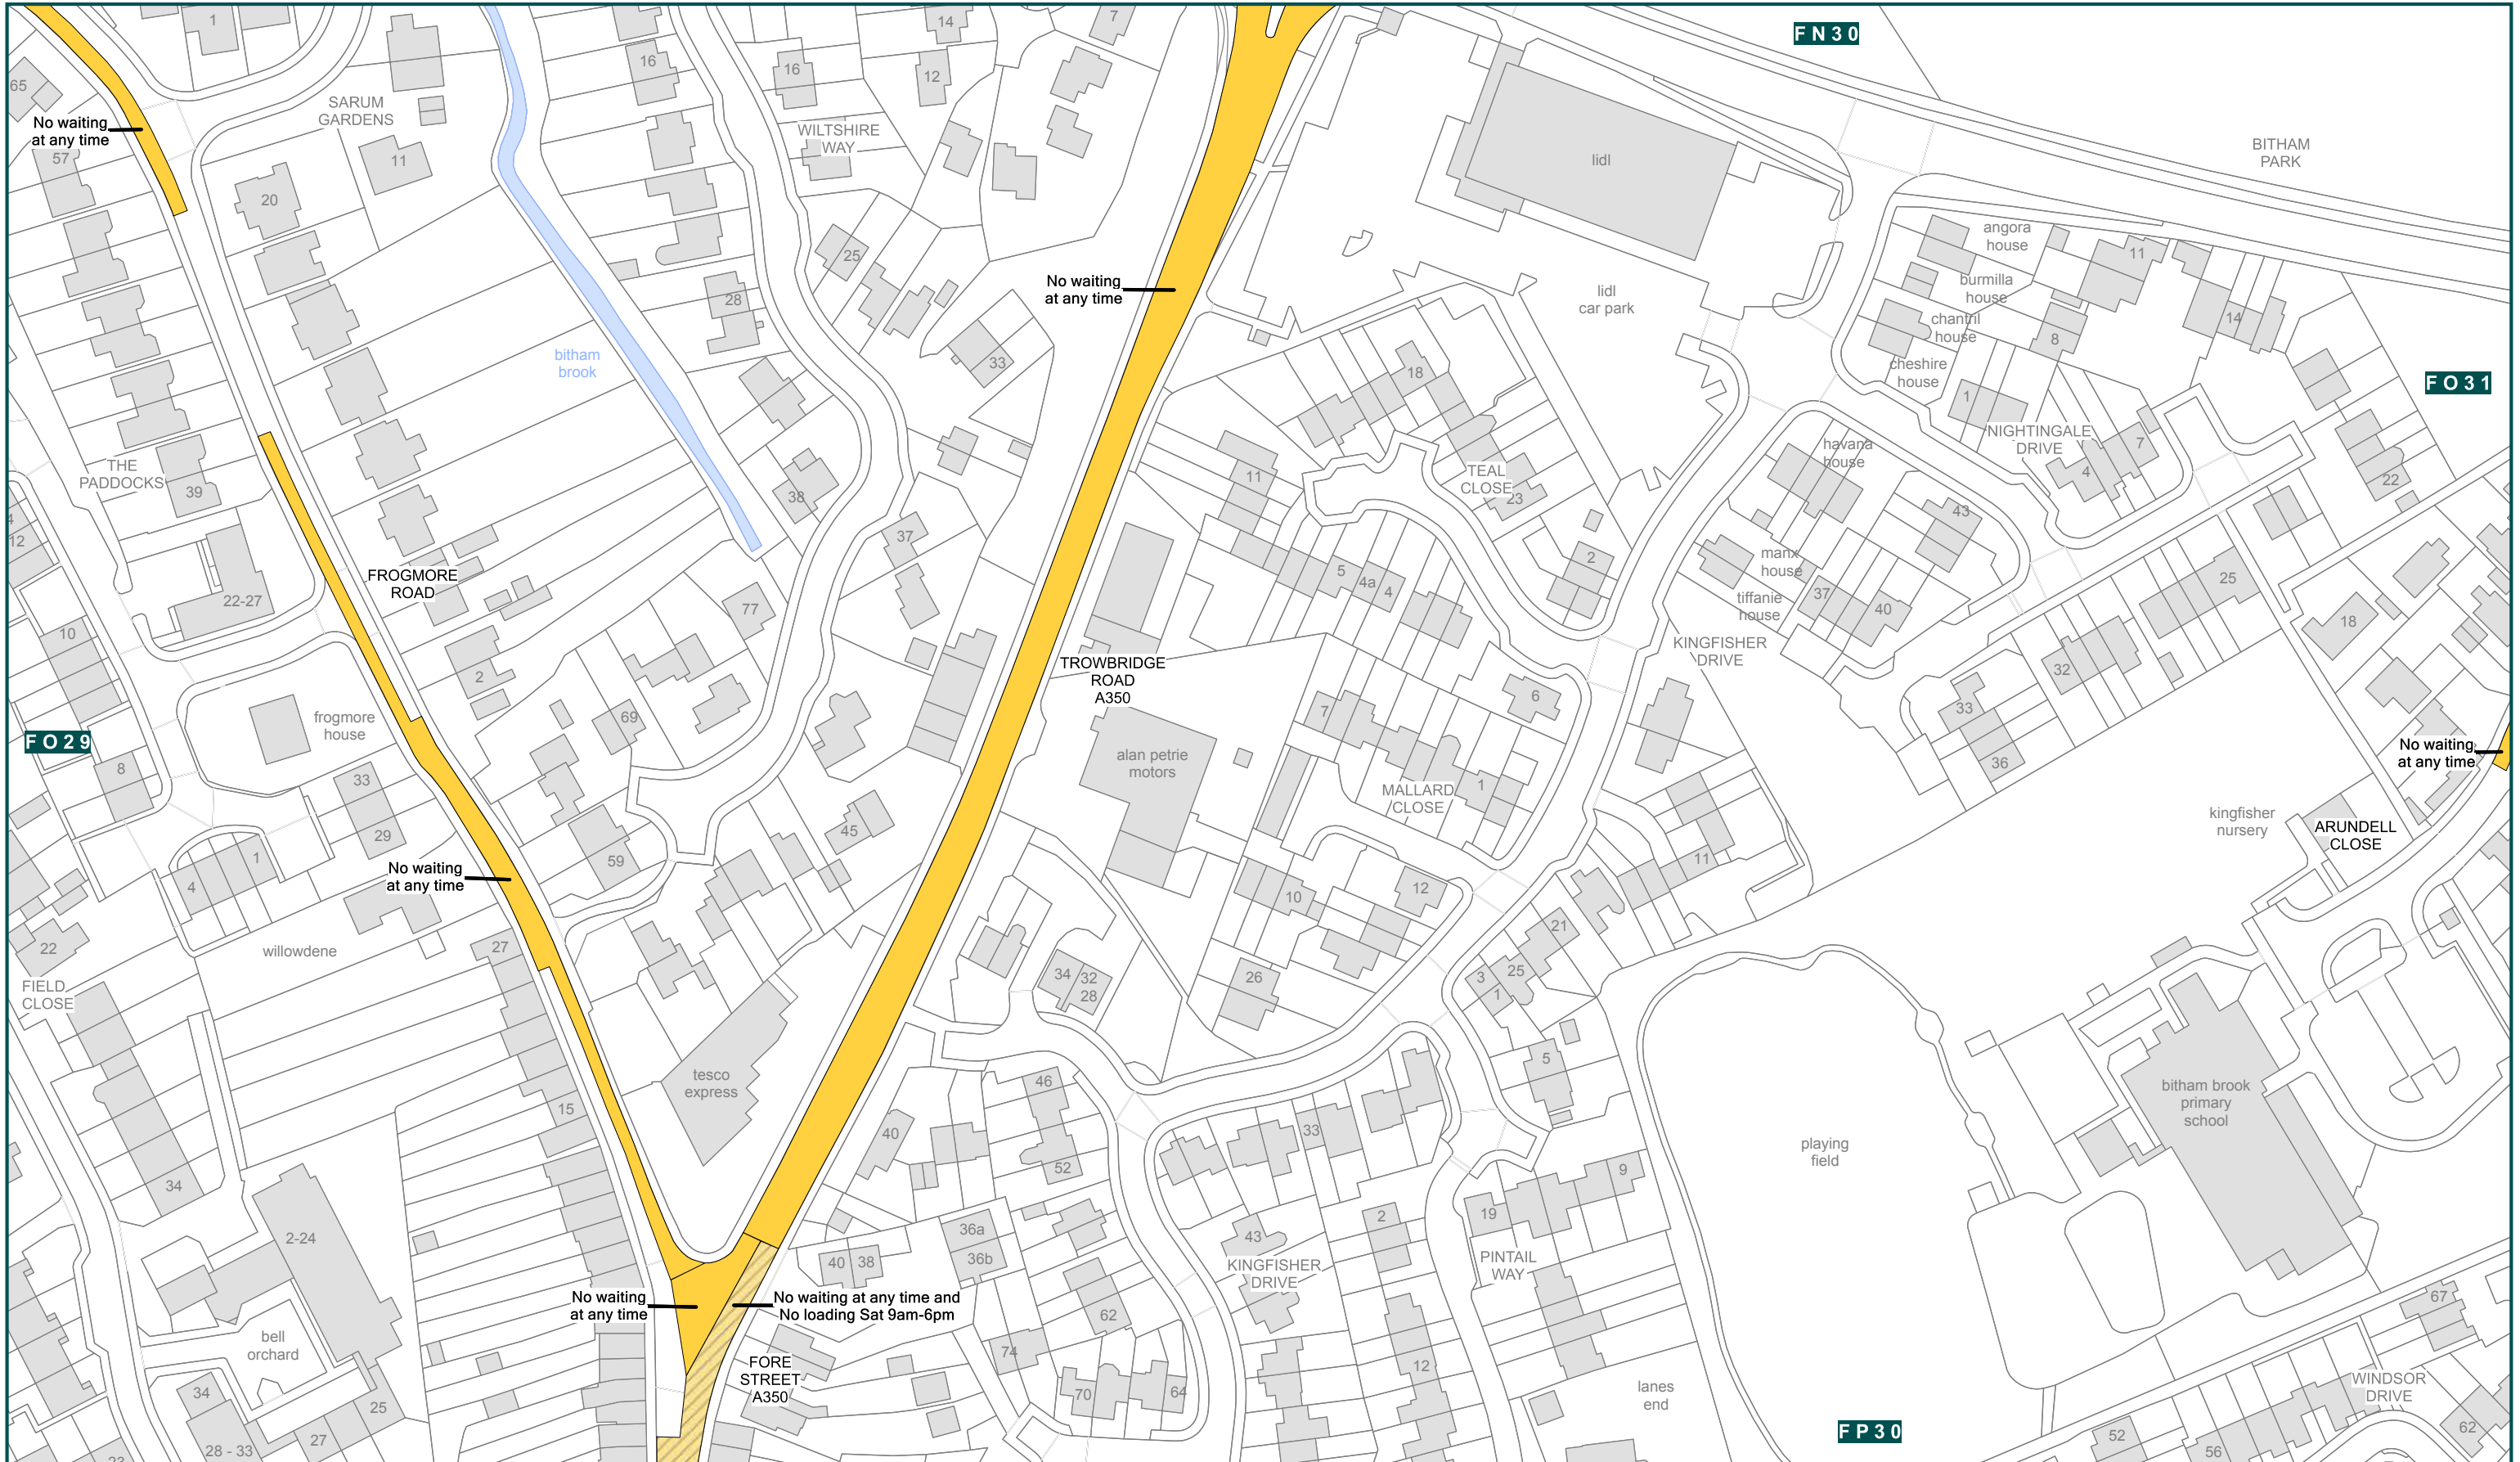 1
14
7
FN30
16
16
12
65
SARUM
GARDENS
No waiting
at any time
WILTSHIRE
WAY
BITHAM
PARK
57
11
lidl
20
25
angora
house
11
No waiting
at any time
28
burmilla
house
lidl
car park
chantril
house
14
8
bitham
brook
33
18
cheshire
house
FO31
1
NIGHTINGALE
DRIVE
7
havana
house
THE
PADDOCKS
39
38
11
TEAL
CLOSE
23
4
22
43
4
12
37
FROGMORE
ROAD
5
4a
4
2
manx
house
37
40
tiffanie
house
25
22-27
77
18
10
KINGFISHER
DRIVE
32
TROWBRIDGE
ROAD
A350
2
6
69
7
33
frogmore
house
FO29
alan petrie
motors
36
No waiting
at any time
8
33
29
MALLARD
CLOSE
1
kingfisher
nursery
ARUNDELL
CLOSE
45
1
59
11
4
No waiting
at any time
10
12
21
22
willowdene
27
34
32
28
26
3
25
1
FIELD
CLOSE
5
tesco
express
46
bitham brook
primary
school
15
40
33
playing
field
52
34
9
2-24
36a
36b
43
2
19
40
38
KINGFISHER
DRIVE
PINTAIL
WAY
No waiting
at any time
No waiting at any time and
No loading Sat 9am-6pm
62
67
bell
orchard
74
12
FORE
STREET
A350
70
64
lanes
end
WINDSOR
DRIVE
34
25
FP30
62
52
27
28 - 33
56
23